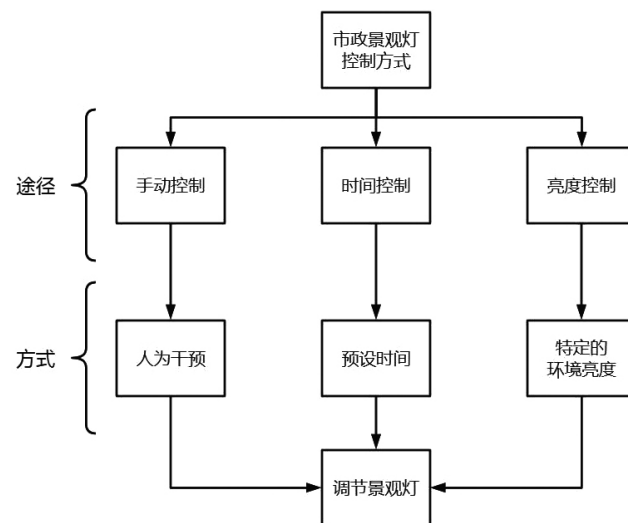 市政景观灯
控制方式
途径
手动控制
时间控制
亮度控制
方式
人为干预
预设时间
特定的
环境亮度
调节景观灯